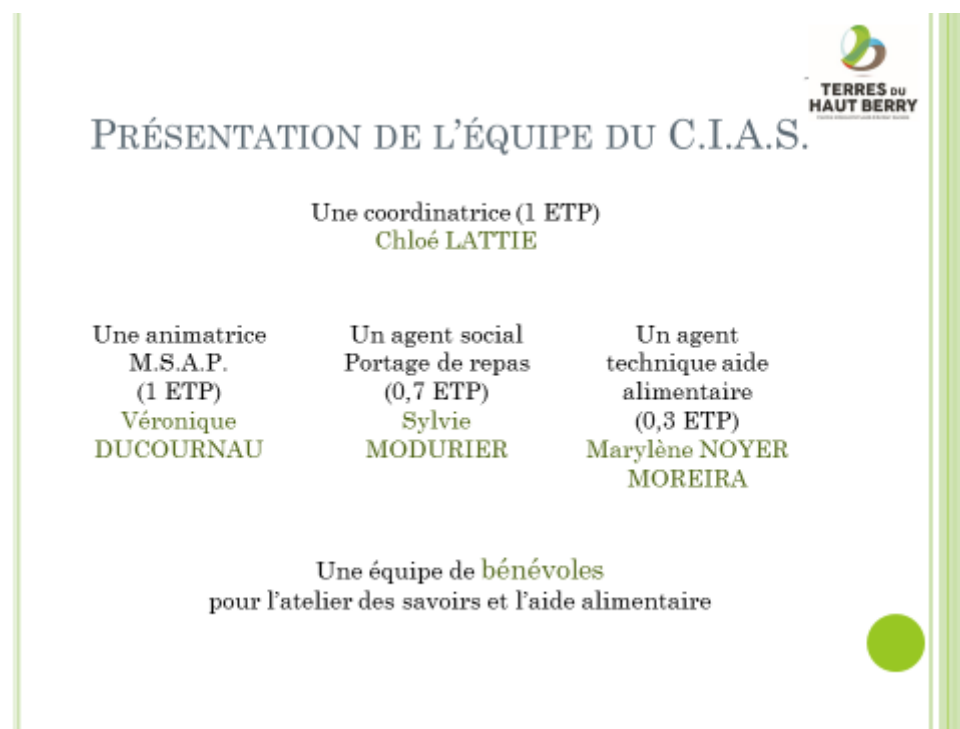 TERRES DU
HAUT BERRY
PRÉSENTATION DE L'ÉQUIPE DU C.I.A.S.
Une coordinatrice (1 ETP)
Chloé LATTIE
Une animatrice
M.S.A.P.
(1 ETP)
Véronique
DUCOURNAU
Un agent social
Portage de repas
(0,7 ETP)
Sylvie
MODURIER
Un agent
technique aide
alimentaire
(0,3 ETP)
Marylène NOYER
MOREIRA
Une équipe de bénévoles
pour l'atelier des savoirs et l'aide alimentaire